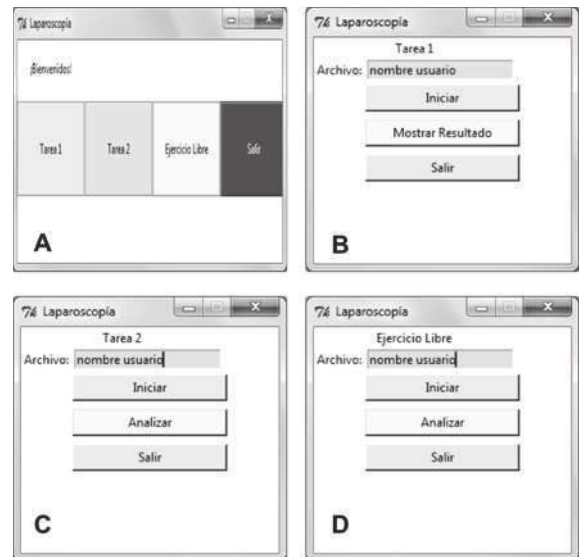 Laparoscopía
¡Bienvenidos!
Tarea 1
Tarea 2
Ejercicio Libre
Salir
A
Laparoscopía
Tarea 1
Archivo: nombre usuario
Iniciar
Mostrar Resultado
Salir
B
Laparoscopía
Tarea 2
Archivo: nombre usuario
Iniciar
Analizar
Salir
C
Laparoscopía
Ejercicio Libre
Archivo: nombre usuario
Iniciar
Analizar
Salir
D